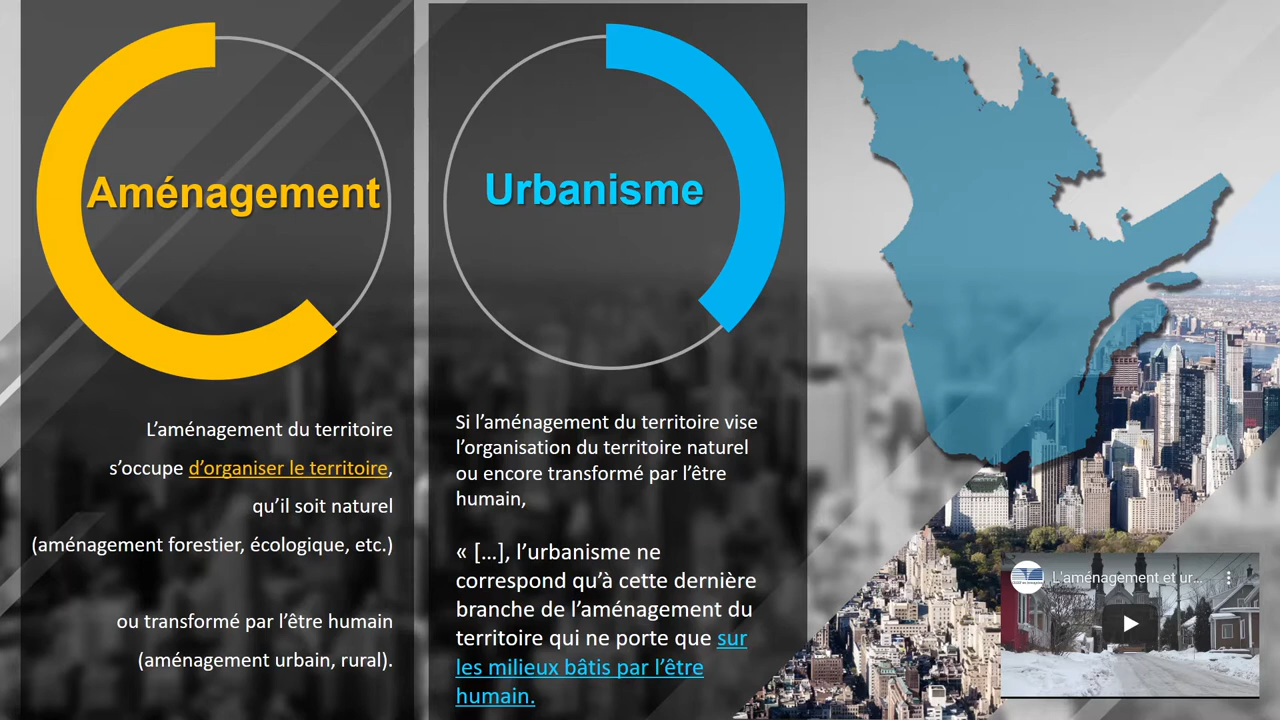 Aménagement
L’aménagement du territoire
s’occupe d’organiser le territoire,
qu’il soit naturel
(aménagement forestier, écologique, etc.)
ou transformé par l’être humain
(aménagement urbain, rural).
Urbanisme
Si l’aménagement du territoire vise
l’organisation du territoire naturel
ou encore transformé par l’être
humain,
« [...], l’urbanisme ne
correspond qu’à cette dernière
branche de l’aménagement du
territoire qui ne porte que sur
les milieux bâtis par l’être
humain.
L'aménagement et ur...